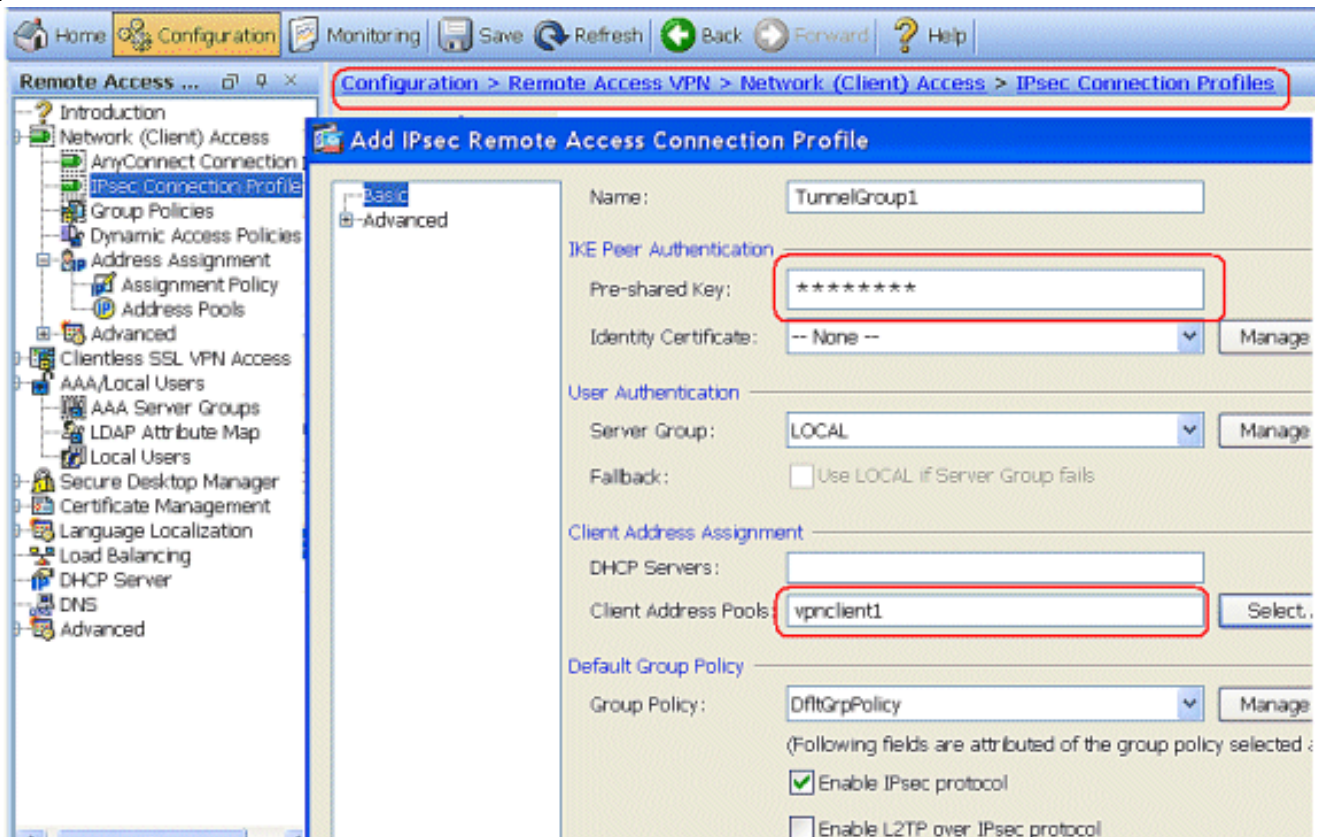 Home Configuration Monitoring Save Refresh Back Forward Help
Remote Access ...
Configuration > Remote Access VPN > Network (Client) Access > IPsec Connection Profiles
Introduction
Network (Client) Access
AnyConnect Connection
IPsec Connection Profile
Group Policies
Dynamic Access Policies
Address Assignment
Assignment Policy
Address Pools
Advanced
Clientless SSL VPN Access
AAA/Local Users
AAA Server Groups
LDAP Attribute Map
Local Users
Secure Desktop Manager
Certificate Management
Language Localization
Load Balancing
DHCP Server
DNS
Advanced
Add IPsec Remote Access Connection Profile
Basic
Advanced
Name: TunnelGroup1
IKE Peer Authentication
Pre-shared Key: ********
Identity Certificate: -- None -- Manage
User Authentication
Server Group: LOCAL Manage
Fallback: Use LOCAL if Server Group fails
Client Address Assignment
DHCP Servers:
Client Address Pools: vpnclient1 Select.
Default Group Policy
Group Policy: DfltGrpPolicy Manage
(Following fields are attributed of the group policy selected
Enable IPsec protocol
Enable L2TP over IPsec protocol